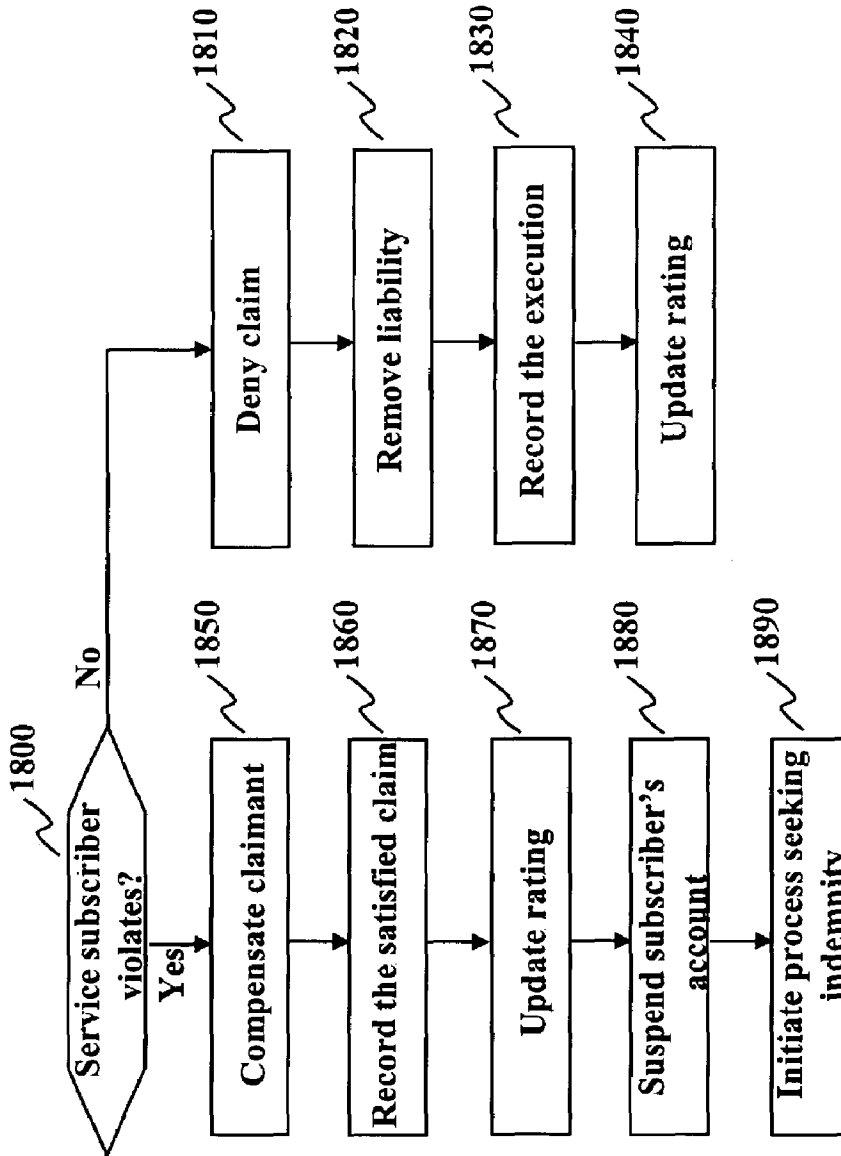 1800
Service subscriber
violates?
No
Yes
1850
Compensate claimant
1860
Record the satisfied claim
1870
Update rating
1880
Suspend subscriber's
account
1890
Initiate process seeking
indemnity
1810
Deny claim
1820
Remove liability
1830
Record the execution
1840
Update rating